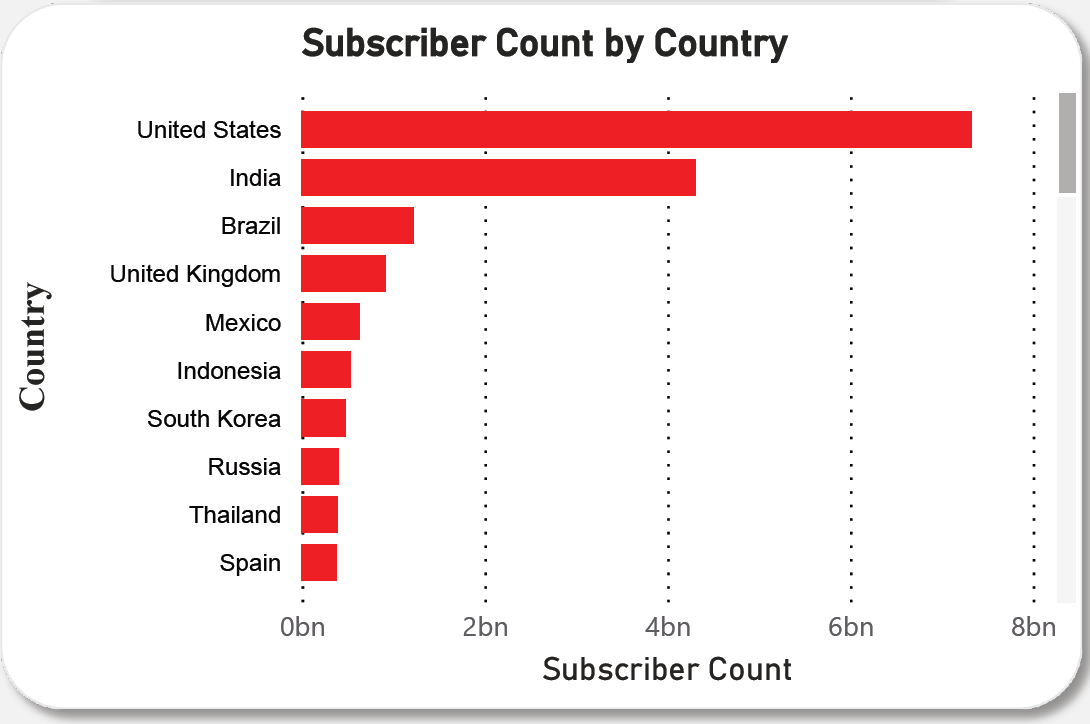 Subscriber Count by Country
Country
United States
India
Brazil
United Kingdom
Mexico
Indonesia
South Korea
Russia
Thailand
Spain
0bn 2bn 4bn 6bn 8bn
Subscriber Count